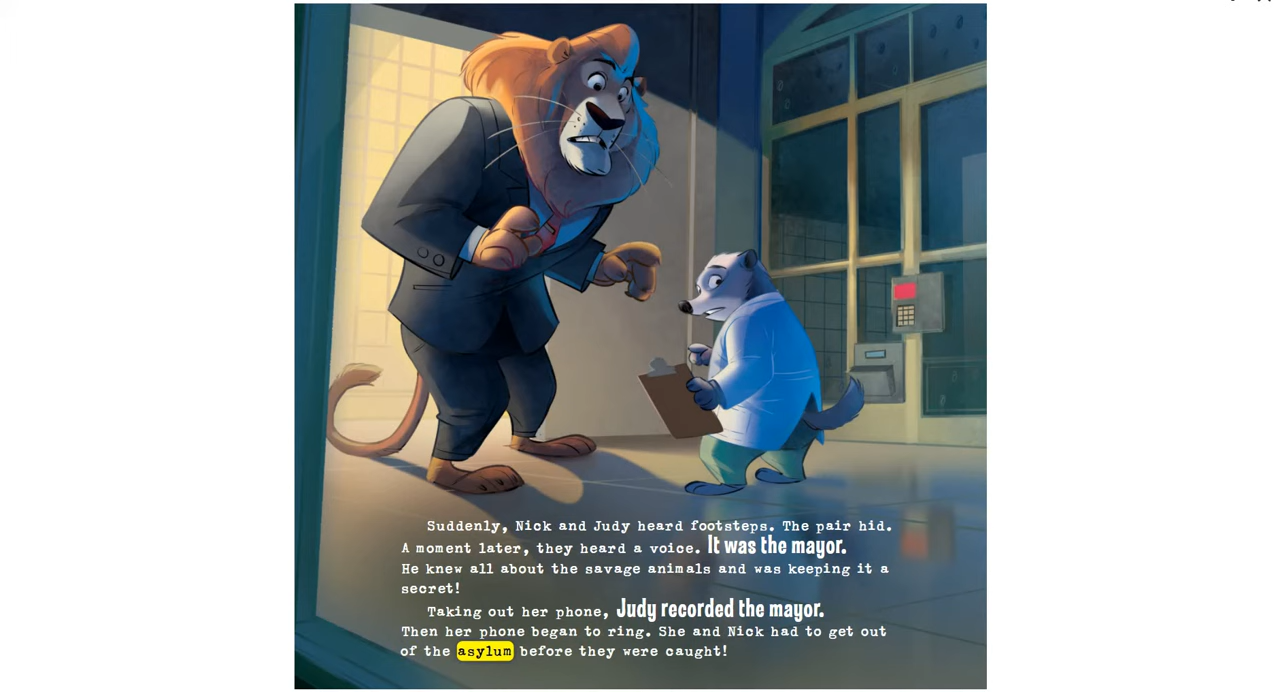 Suddenly, Nick and Judy heard footsteps. The pair hid.
A moment later, they heard a voice. It was the mayor.
He knew all about the savage animals and was keeping it a
secret!
Taking out her phone, Judy recorded the mayor.
Then her phone began to ring. She and Nick had to get out
of the asylum before they were caught!